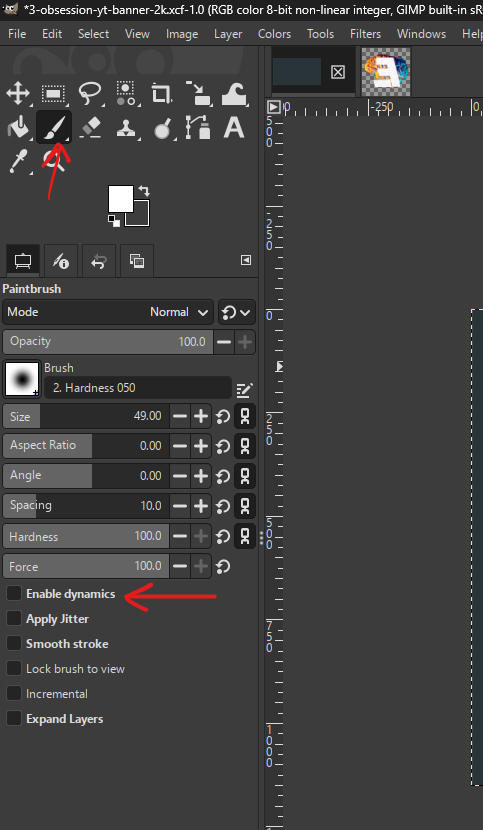 *3-obsession-yt-banner-2k.xcf-1.0 (RGB color 8-bit non-linear integer, GIMP built-in sR
File Edit Select View Image Layer Colors Tools Filters Windows Hel
0 -250 0
500
250
0
250
500
750
1000
Paintbrush
Mode Normal
Opacity 100.0
Brush
2. Hardness 050
Size 49.00
Aspect Ratio 0.00
Angle 0.00
Spacing 10.0
Hardness 100.0
Force 100.0
Enable dynamics
Apply Jitter
Smooth stroke
Lock brush to view
Incremental
Expand Layers